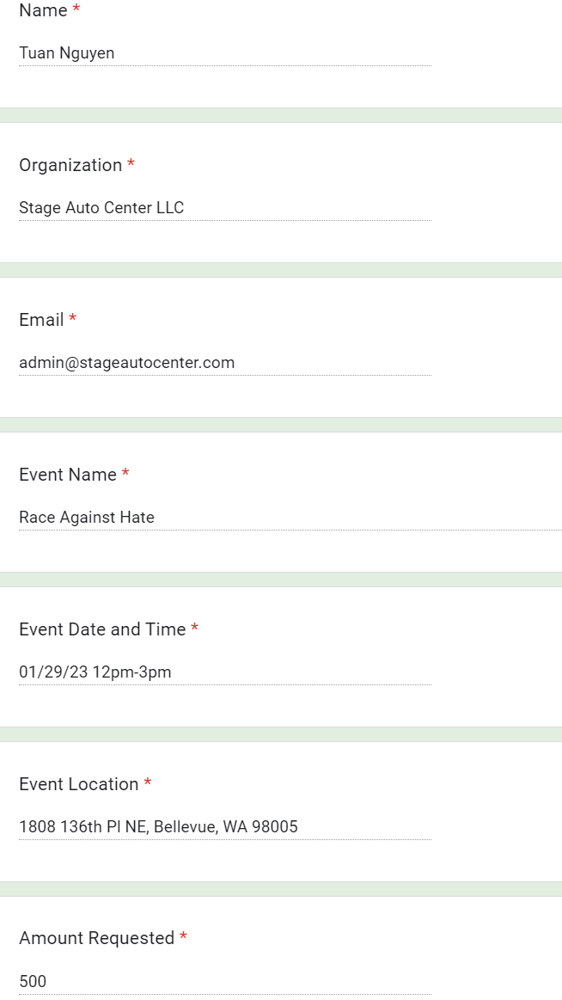 Name *
Tuan Nguyen
Organization *
Stage Auto Center LLC
Email *
admin@stageautocenter.com
Event Name *
Race Against Hate
Event Date and Time *
01/29/23 12pm-3pm
Event Location *
1808 136th Pl NE, Bellevue, WA 98005
Amount Requested *
500